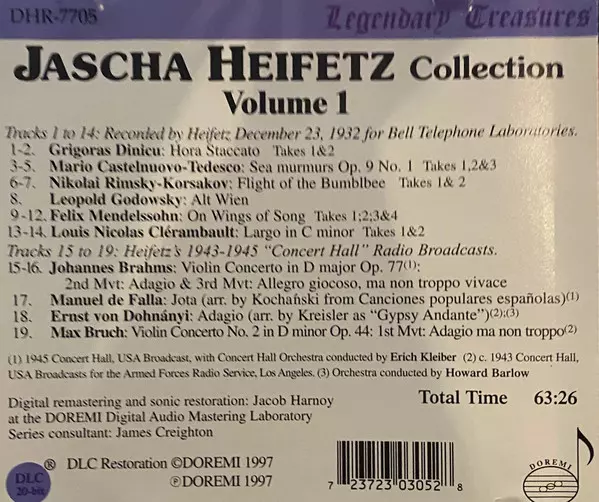 DHR-7705
Legendary Treasures
JASCHA HEIFETZ Collection
Volume 1
Tracks 1 to 14: Recorded by Heifetz December 23, 1932 for Bell Telephone Laboratories.
1-2. Grigoras Dinicu: Hora Staccato Takes 1&2
3-5. Mario Castelnuovo-Tedesco: Sea murmurs Op. 9 No. 1 Takes 1,2&3
6-7. Nikolai Rimsky-Korsakov: Flight of the Bumblbee Takes 1& 2
8. Leopold Godowsky: Alt Wien
9-12. Felix Mendelssohn: On Wings of Song Takes 1;2;3&4
13-14. Louis Nicolas Clérambault: Largo in C minor Takes 1&2
Tracks 15 to 19: Heifetz's 1943-1945 "Concert Hall" Radio Broadcasts.
15-16. Johannes Brahms: Violin Concerto in D major Op. 77(1):
2nd Mvt: Adagio & 3rd Mvt: Allegro giocoso, ma non troppo vivace
17. Manuel de Falla: Jota (arr. by Kochański from Canciones populares españolas)(1)
18. Ernst von Dohnányi: Adagio (arr. by Kreisler as "Gypsy Andante")(2);(3)
19. Max Bruch: Violin Concerto No. 2 in D minor Op. 44: 1st Mvt: Adagio ma non troppo(2)
(1) 1945 Concert Hall, USA Broadcast, with Concert Hall Orchestra conducted by Erich Kleiber (2) c. 1943 Concert Hall,
USA Broadcasts for the Armed Forces Radio Service, Los Angeles. (3) Orchestra conducted by Howard Barlow
Digital remastering and sonic restoration: Jacob Harnoy
at the DOREMI Digital Audio Mastering Laboratory
Series consultant: James Creighton
Total Time 63:26
DLC
20-bit
® DLC Restoration ©DOREMI 1997
℗DOREMI 1997
7 23723 03052 8
DOREMI